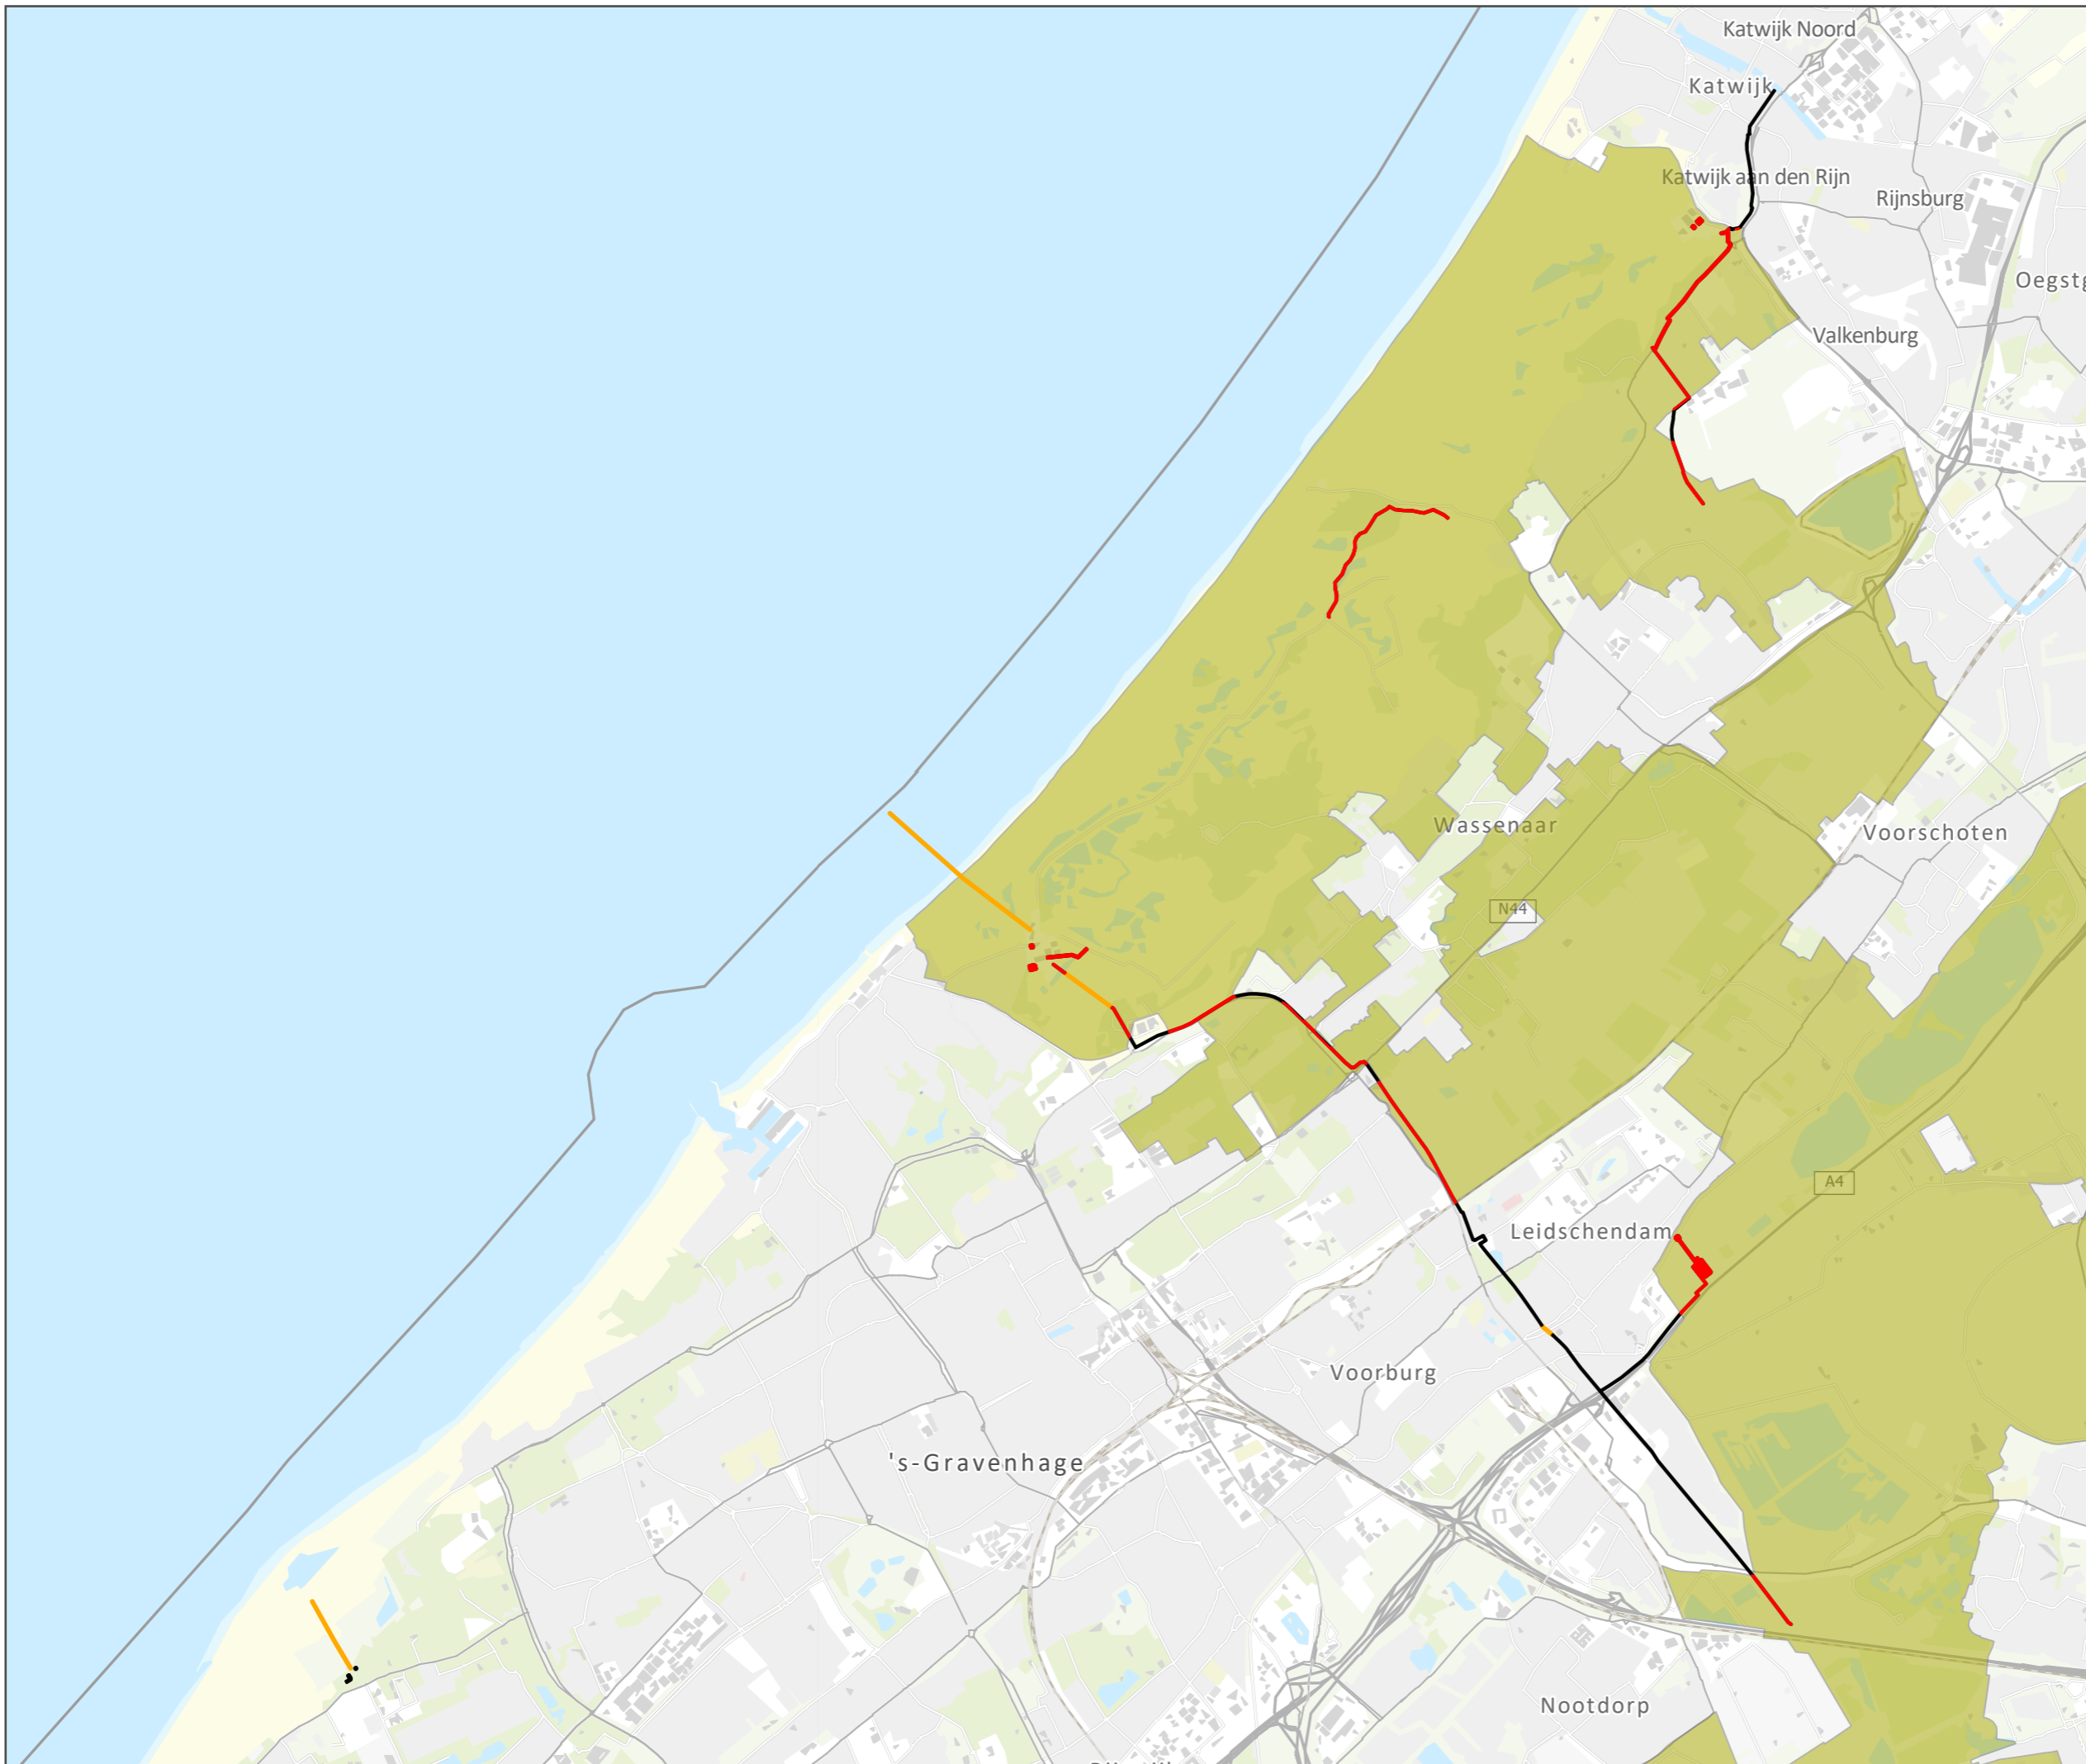 Katwijk Noord
Katwijk
Katwijk aan den Rijn
Rijnsburg
Oegstg
Valkenburg
Wassenaar
Voorschoten
N44
A4
Leidschendam
Voorburg
's-Gravenhage
Nootdorp